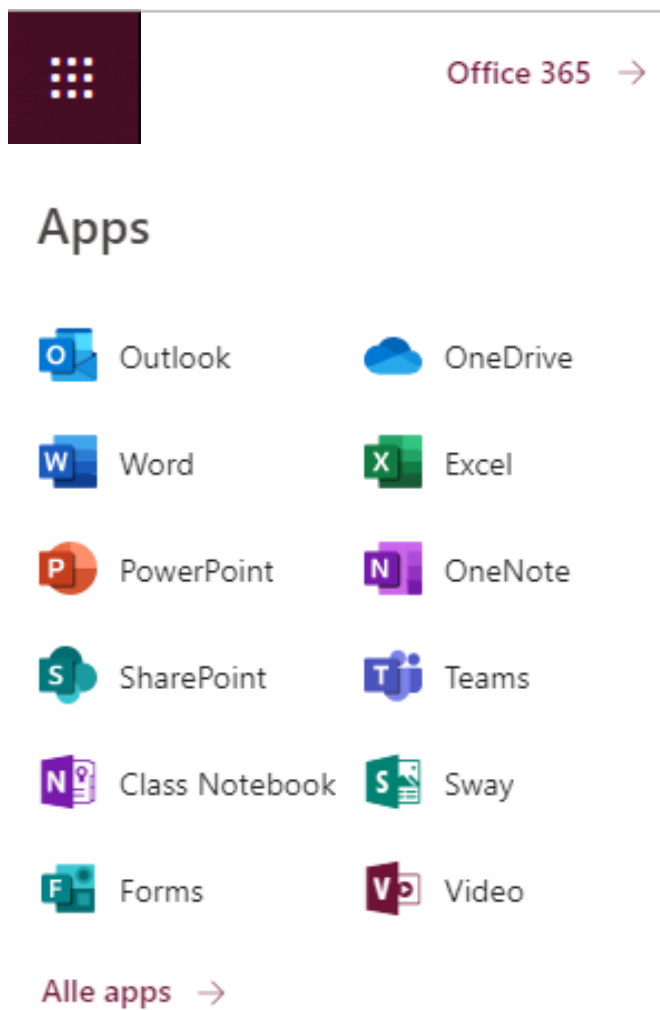 Office 365
Apps
Outlook OneDrive
Word Excel
PowerPoint OneNote
SharePoint Teams
Class Notebook Sway
Forms Video
Alle apps